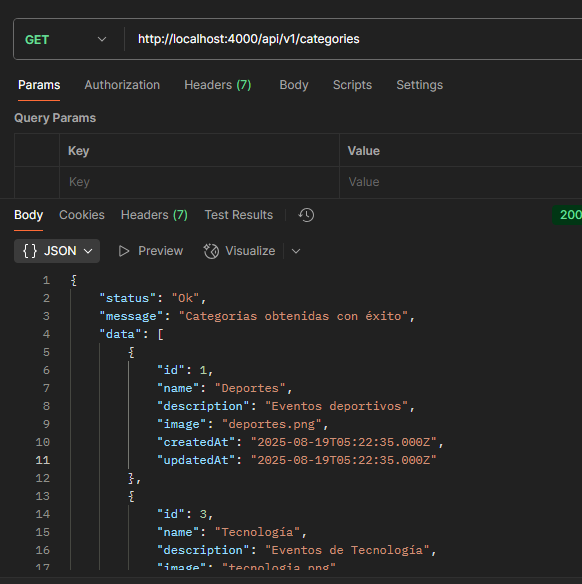 GET http://localhost:4000/api/v1/categories
Params Authorization Headers (7) Body Scripts Settings
Query Params
Key Value
Key Value
Body Cookies Headers (7) Test Results 200
{} JSON Preview Visualize
1 {
2 "status": "Ok",
3 "message": "Categorias obtenidas con éxito",
4 "data": [
5 {
6 "id": 1,
7 "name": "Deportes",
8 "description": "Eventos deportivos",
9 "image": "deportes.png",
10 "createdAt": "2025-08-19T05:22:35.000Z",
11 "updatedAt": "2025-08-19T05:22:35.000Z"
12 },
13 {
14 "id": 3,
15 "name": "Tecnología",
16 "description": "Eventos de Tecnología",
17 "image": "tecnologia.png"